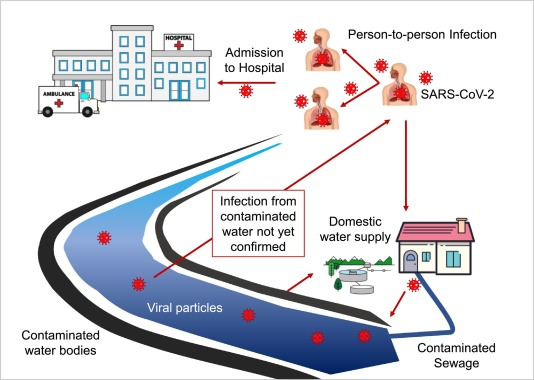 HOSPITAL
AMBULANCE
Admission
to Hospital
Person-to-person Infection
SARS-CoV-2
Infection from
contaminated
water not yet
confirmed
Domestic
water supply
Viral particles
Contaminated
water bodies
Contaminated
Sewage